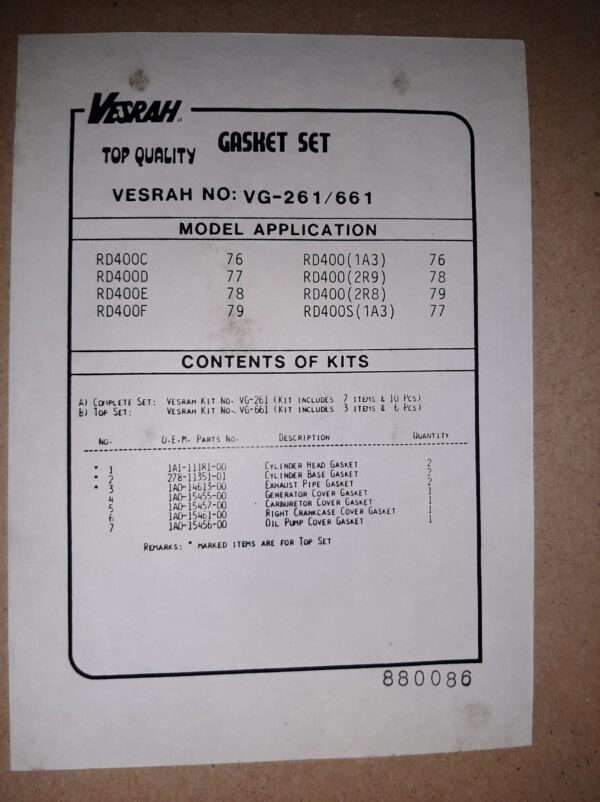 VESRAH
TOP QUALITY GASKET SET
VESRAH NO: VG-261/661
MODEL APPLICATION
RD400C 76 RD400(1A3) 76
RD400D 77 RD400(2R9) 78
RD400E 78 RD400(2R8) 79
RD400F 79 RD400S(1A3) 77
CONTENTS OF KITS
A) COMPLETE SET: VESRAH KIT NO. VG-261 (KIT INCLUDES 7 ITEMS & 10 PCS)
B) TOP SET: VESRAH KIT NO. VG-661 (KIT INCLUDES 3 ITEMS & 6 PCS)
NO. O.E.M. PARTS NO. DESCRIPTION QUANTITY
* 1 1A1-11181-00 CYLINDER HEAD GASKET 2
* 2 278-11351-01 CYLINDER BASE GASKET 2
* 3 1A0-14613-00 EXHAUST PIPE GASKET 2
4 1A0-15455-00 GENERATOR COVER GASKET 1
5 1A0-15457-00 CARBURETOR COVER GASKET 1
6 1A0-15461-00 RIGHT CRANKCASE COVER GASKET 1
7 1A0-15456-00 OIL PUMP COVER GASKET 1
REMARKS: * MARKED ITEMS ARE FOR TOP SET
880086